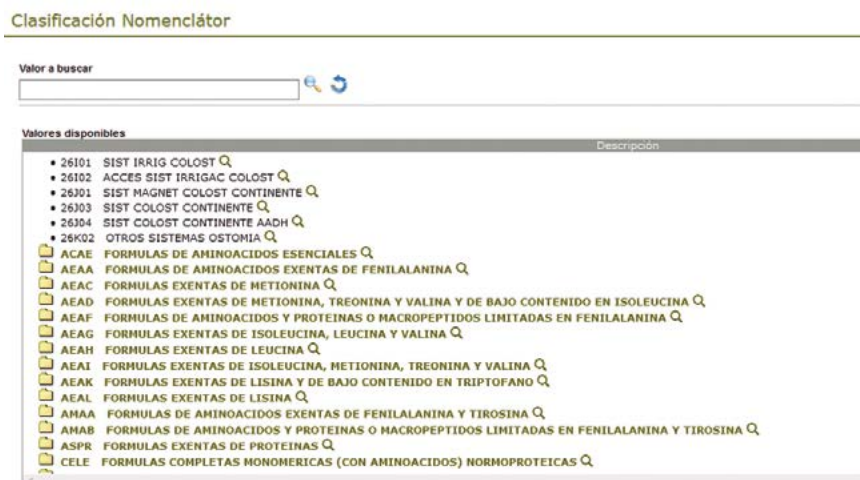 Clasificación Nomenclátor
Valor a buscar
Valores disponibles
Descripción
26I01 SIST IRRIG COLOST
26I02 ACCES SIST IRRIGAC COLOST
26J01 SIST MAGNET COLOST CONTINENTE
26J03 SIST COLOST CONTINENTE
26J04 SIST COLOST CONTINENTE AADH
26K02 OTROS SISTEMAS OSTOMIA
ACAE FORMULAS DE AMINOACIDOS ESENCIALES
AEAA FORMULAS DE AMINOACIDOS EXENTAS DE FENILALANINA
AEAC FORMULAS EXENTAS DE METIONINA
AEAD FORMULAS EXENTAS DE METIONINA, TREONINA Y VALINA Y DE BAJO CONTENIDO EN ISOLEUCINA
AEAF FORMULAS DE AMINOACIDOS Y PROTEINAS O MACROPEPTIDOS LIMITADAS EN FENILALANINA
AEAG FORMULAS EXENTAS DE ISOLEUCINA, LEUCINA Y VALINA
AEAH FORMULAS EXENTAS DE LEUCINA
AEAI FORMULAS EXENTAS DE ISOLEUCINA, METIONINA, TREONINA Y VALINA
AEAK FORMULAS EXENTAS DE LISINA Y DE BAJO CONTENIDO EN TRIPTOFANO
AEAL FORMULAS EXENTAS DE LISINA
AMAA FORMULAS DE AMINOACIDOS EXENTAS DE FENILALANINA Y TIROSINA
AMAB FORMULAS DE AMINOACIDOS Y PROTEINAS O MACROPEPTIDOS LIMITADAS EN FENILALANINA Y TIROSINA
ASPR FORMULAS EXENTAS DE PROTEINAS
CELE FORMULAS COMPLETAS MONOMERICAS (CON AMINOACIDOS) NORMOPROTEICAS